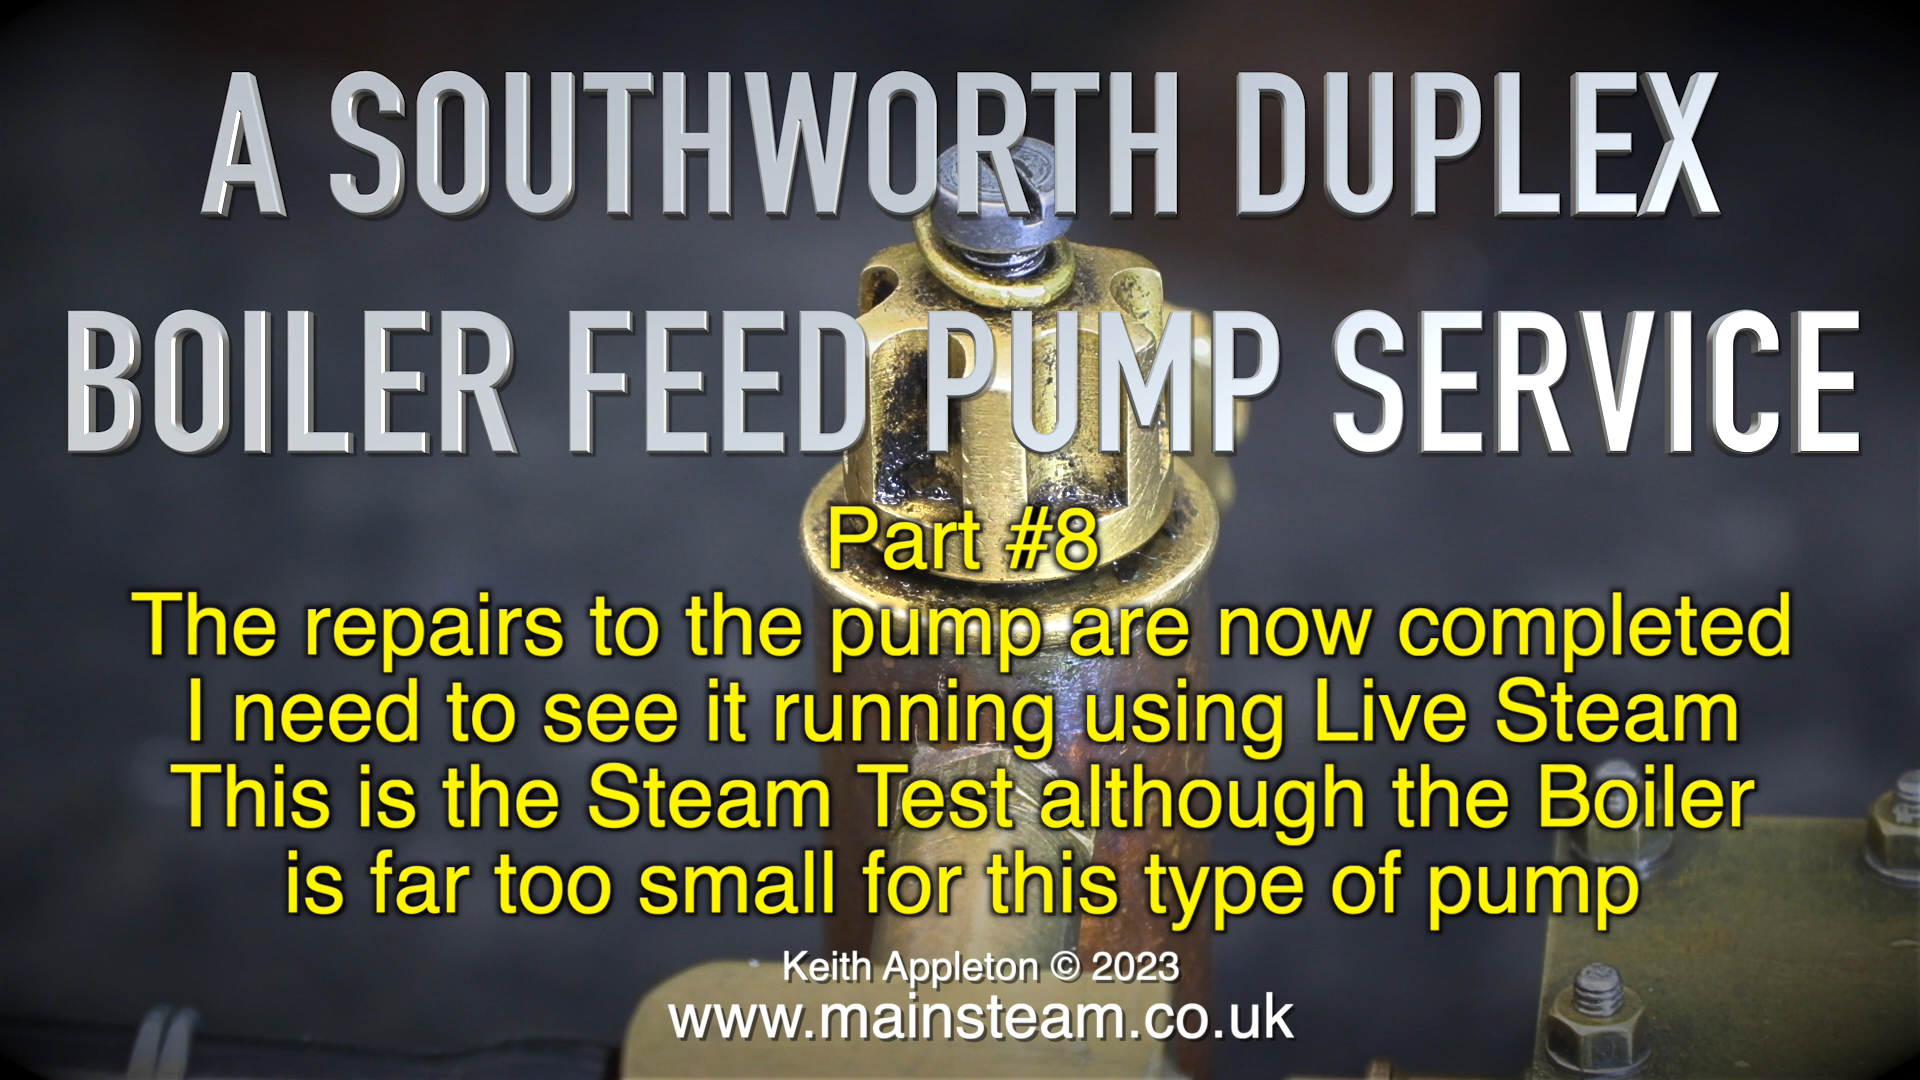 A SOUTHWORTH DUPLEX
BOILER FEED PUMP SERVICE
Part #8
The repairs to the pump are now completed
I need to see it running using Live Steam
This is the Steam Test although the Boiler
is far too small for this type of pump
Keith Appleton © 2023
www.mainsteam.co.uk